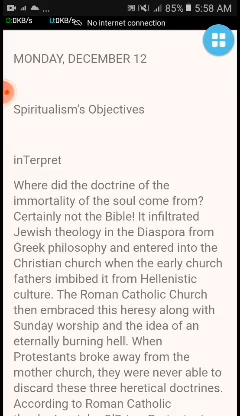 0:0KB/s U:0KB/s No internet connection 85% 5:58 AM
MONDAY, DECEMBER 12
Spiritualism's Objectives
inTerpret
Where did the doctrine of the
immortality of the soul come from?
Certainly not the Bible! It infiltrated
Jewish theology in the Diaspora from
Greek philosophy and entered into the
Christian church when the early church
fathers imbibed it from Hellenistic
culture. The Roman Catholic Church
then embraced this heresy along with
Sunday worship and the idea of an
eternally burning hell. When
Protestants broke away from the
mother church, they were never able to
discard these three heretical doctrines.
According to Roman Catholic